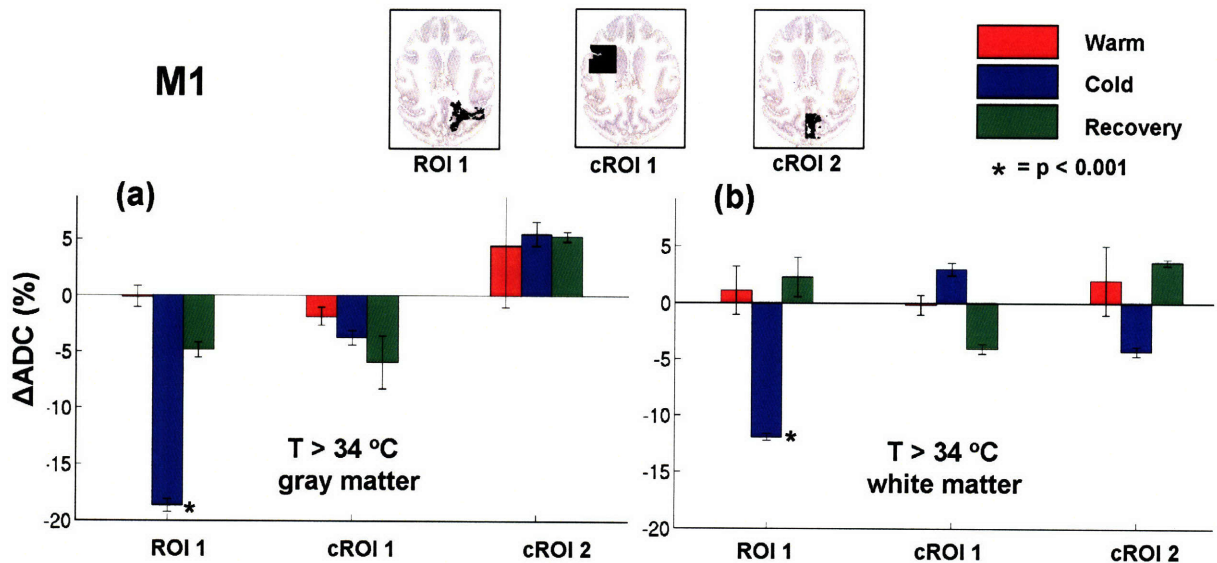 M1
ROI 1
cROI 1
cROI 2
Warm
Cold
Recovery
* = p < 0.001
(a)
ΔADC (%)
5
0
-5
-10
-15
-20
*
T > 34 ºC
gray matter
ROI 1
cROI 1
cROI 2
(b)
5
0
-5
-10
-15
-20
*
T > 34 ºC
white matter
ROI 1
cROI 1
cROI 2